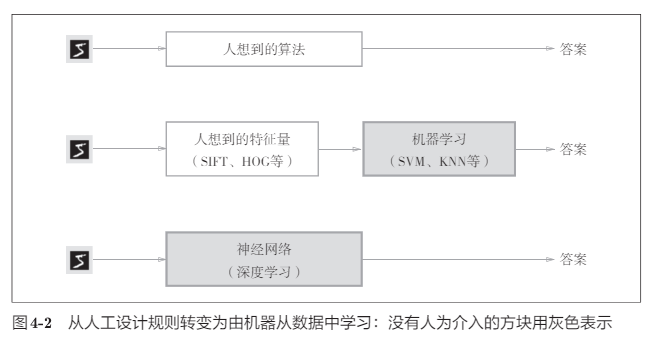 5
人想到的算法
答案
5
人想到的特征量
（SIFT、HOG等）
机器学习
（SVM、KNN等）
答案
5
神经网络
（深度学习）
答案
图4-2 从人工设计规则转变为由机器从数据中学习：没有人为介入的方块用灰色表示